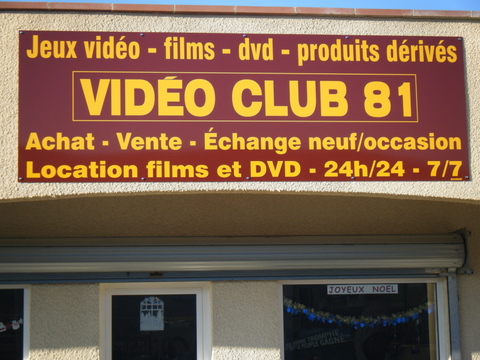 Jeux vidéo - films - dvd - produits dérivés
VIDÉO CLUB 81
Achat - Vente - Échange neuf/occasion
Location films et DVD - 24h/24 - 7/7
JOYEUX NOEL